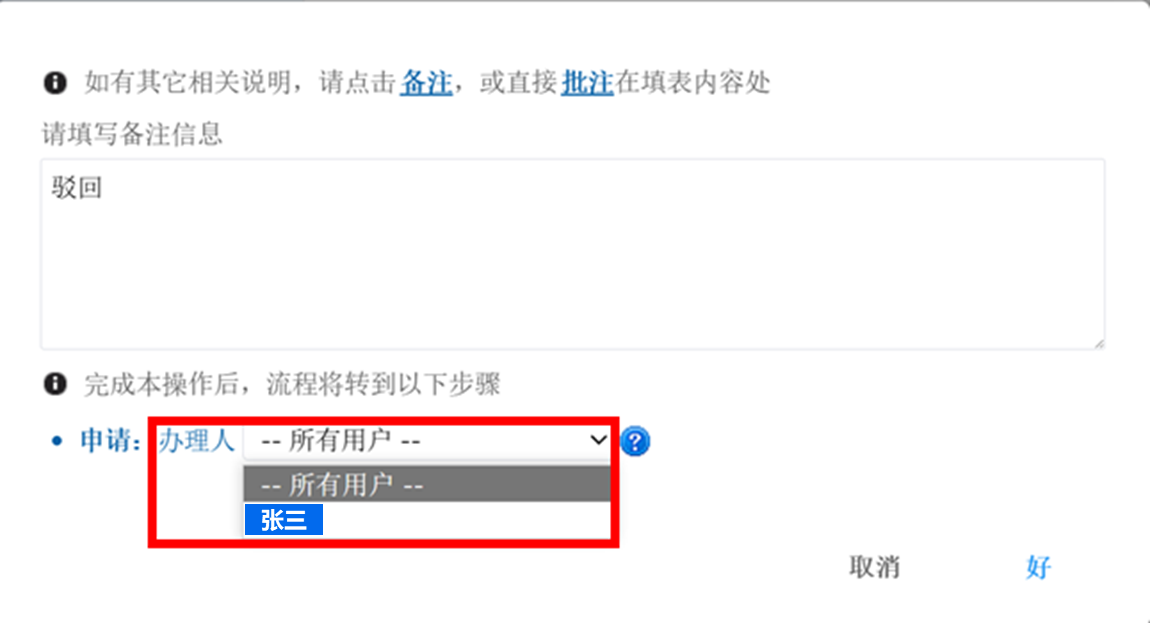 如有其它相关说明，请点击备注，或直接批注在填表内容处
请填写备注信息
驳回
完成本操作后，流程将转到以下步骤
• 申请：办理人 -- 所有用户 --
-- 所有用户 --
张三
取消 好